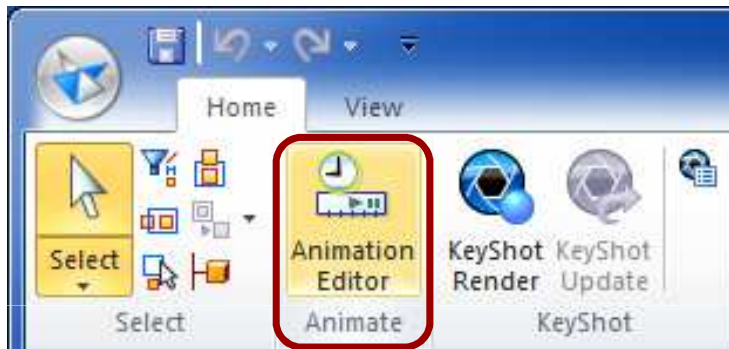 Home View
Select
Animation
Editor
KeyShot
Render
KeyShot
Update
Select Animate KeyShot